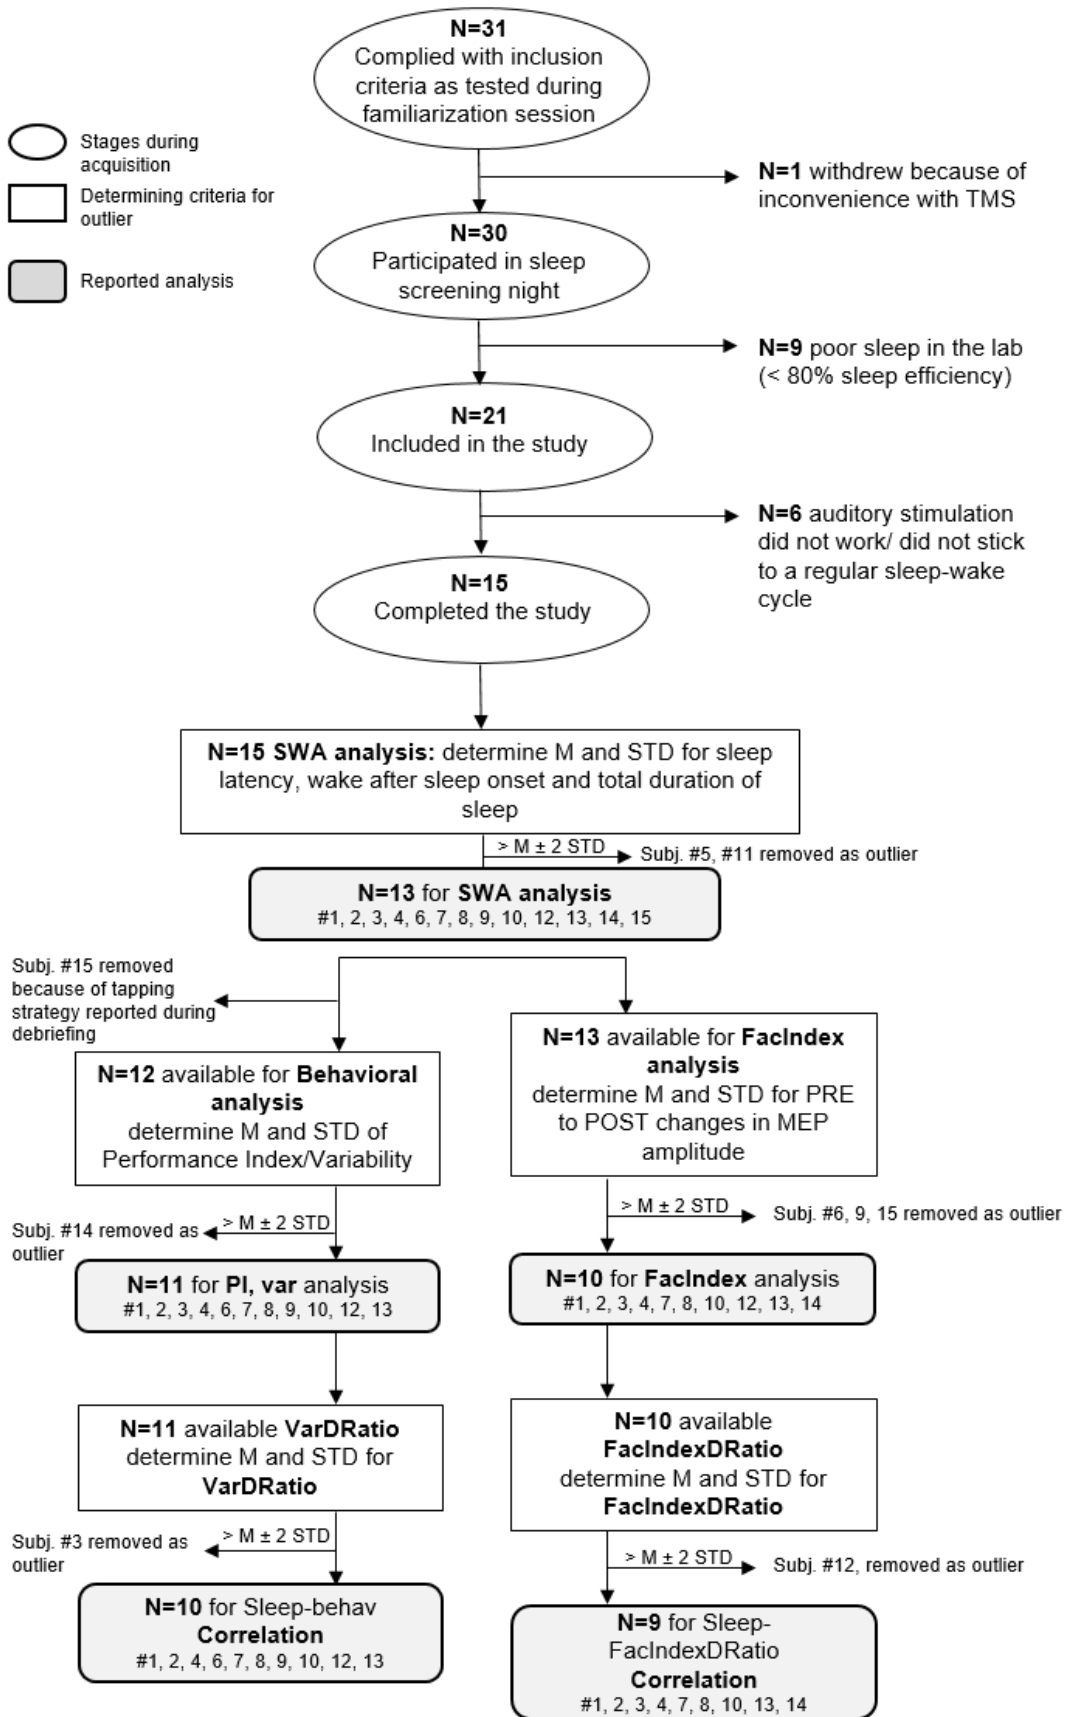 N=31
Complied with inclusion
criteria as tested during
familiarization session
Stages during
acquisition
Determining criteria for
outlier
Reported analysis
N=1 withdrew because of
inconvenience with TMS
N=30
Participated in sleep
screening night
N=9 poor sleep in the lab
(< 80% sleep efficiency)
N=21
Included in the study
N=6 auditory stimulation
did not work/ did not stick
to a regular sleep-wake
cycle
N=15
Completed the study
N=15 SWA analysis: determine M and STD for sleep
latency, wake after sleep onset and total duration of
sleep
> M ± 2 STD
Subj. #5, #11 removed as outlier
N=13 for SWA analysis
#1, 2, 3, 4, 6, 7, 8, 9, 10, 12, 13, 14, 15
Subj. #15 removed
because of tapping
strategy reported during
debriefing
N=12 available for Behavioral
analysis
determine M and STD of
Performance Index/Variability
N=13 available for FacIndex
analysis
determine M and STD for PRE
to POST changes in MEP
amplitude
> M ± 2 STD
Subj. #14 removed as
outlier
> M ± 2 STD
Subj. #6, 9, 15 removed as outlier
N=11 for PI, var analysis
#1, 2, 3, 4, 6, 7, 8, 9, 10, 12, 13
N=10 for FacIndex analysis
#1, 2, 3, 4, 7, 8, 10, 12, 13, 14
N=11 available VarDRatio
determine M and STD for
VarDRatio
N=10 available
FacIndexDRatio
determine M and STD for
FacIndexDRatio
> M ± 2 STD
Subj. #3 removed as
outlier
> M ± 2 STD
Subj. #12, removed as outlier
N=10 for Sleep-behav
Correlation
#1, 2, 4, 6, 7, 8, 9, 10, 12, 13
N=9 for Sleep-
FacIndexDRatio
Correlation
#1, 2, 3, 4, 7, 8, 10, 13, 14